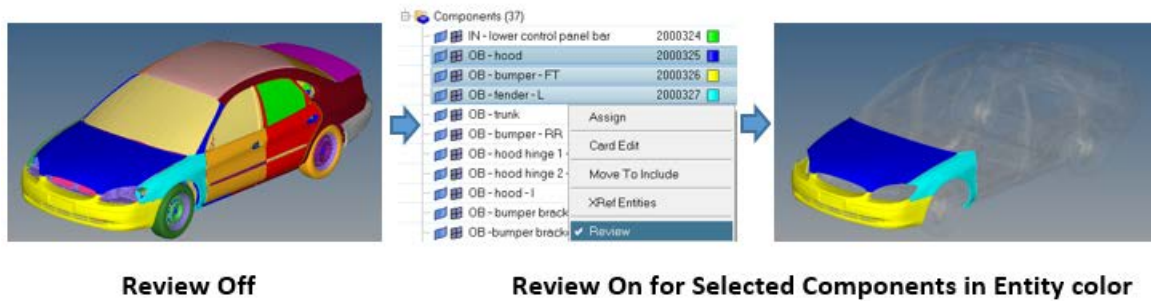 Components (37)
IN - lower control panel bar 2000324
OB - hood 2000325
OB - bumper - FT 2000326
OB - fender - L 2000327
OB - trunk
OB - bumper - RR
OB - hood hinge 1 -
OB - hood hinge 2 -
OB - hood - I
OB - bumper brack
OB -bumper bracke
Assign
Card Edit
Move To Include
XRef Entities
Review
Review Off
Review On for Selected Components in Entity color